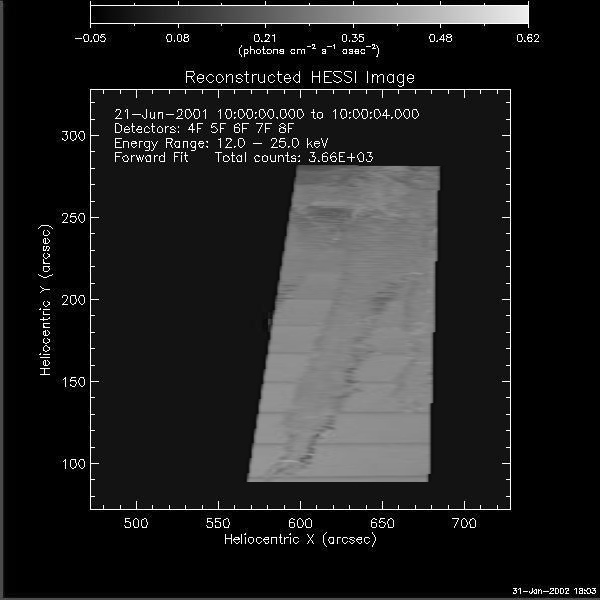 -0.05 0.08 0.21 0.35 0.48 0.62
(photons cm⁻² s⁻¹ asec⁻²)
Reconstructed HESSI Image
21-Jun-2001 10:00:00.000 to 10:00:04.000
Detectors: 4F 5F 6F 7F 8F
Energy Range: 12.0 - 25.0 keV
Forward Fit Total counts: 3.66E+03
300
250
200
150
100
Heliocentric Y (arcsec)
500 550 600 650 700
Heliocentric X (arcsec)
31-Jan-2002 18:03